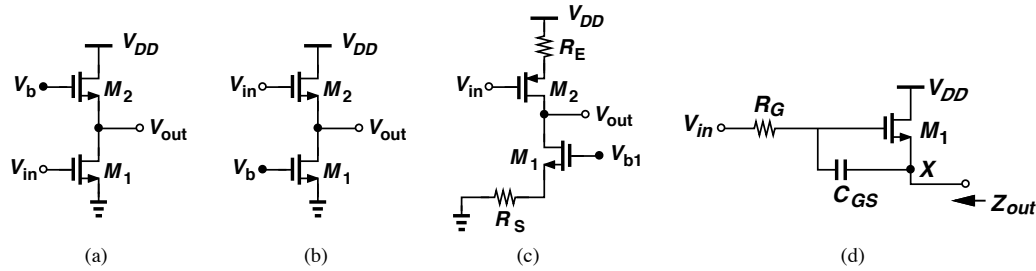 V_DD
V_b
M_2
V_out
V_in
M_1
(a)
V_DD
V_in
M_2
V_out
V_b
M_1
(b)
V_DD
R_E
V_in
M_2
V_out
M_1
V_b1
R_S
(c)
V_DD
R_G
V_in
M_1
X
C_GS
Z_out
(d)